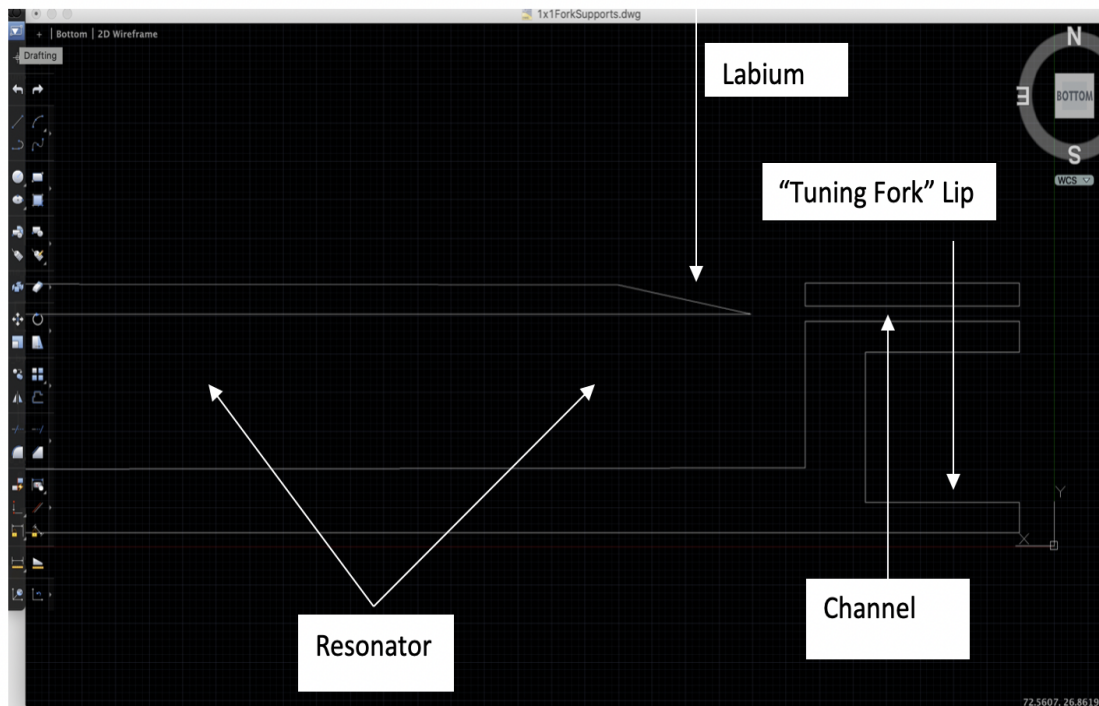 1x1ForkSupports.dwg
+ | Bottom | 2D Wireframe
Drafting
Labium
N
E
BOTTOM
S
WCS
“Tuning Fork” Lip
Y
X
Channel
Resonator
72.5607, 26.8619